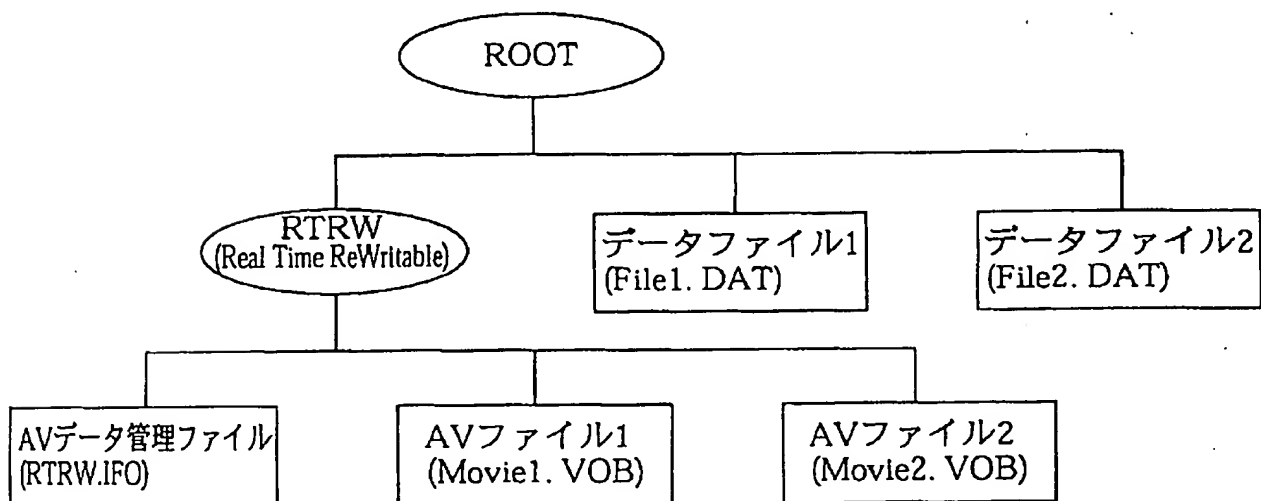 ROOT
RTRW
(Real Time ReWritable)
データファイル1
(File1. DAT)
データファイル2
(File2. DAT)
AVデータ管理ファイル
(RTRW.IFO)
AVファイル1
(Movie1. VOB)
AVファイル2
(Movie2. VOB)